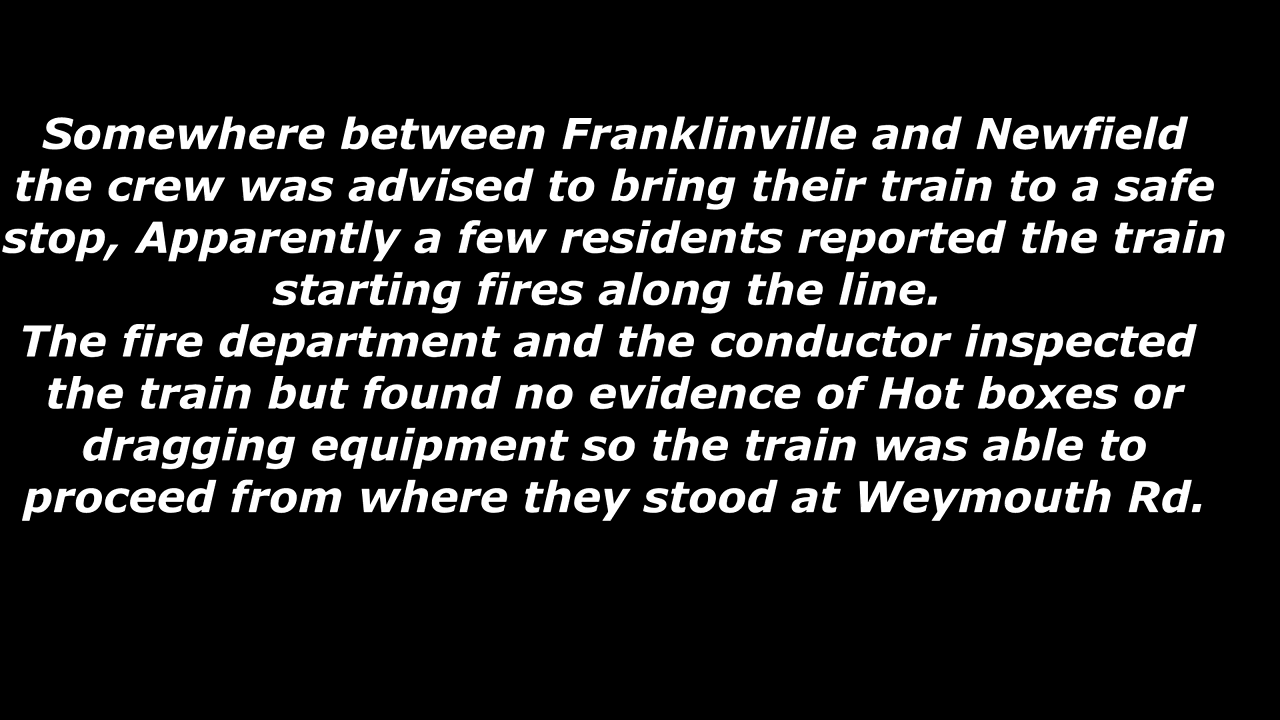 Somewhere between Franklinville and Newfield
the crew was advised to bring their train to a safe
stop, Apparently a few residents reported the train
starting fires along the line.
The fire department and the conductor inspected
the train but found no evidence of Hot boxes or
dragging equipment so the train was able to
proceed from where they stood at Weymouth Rd.